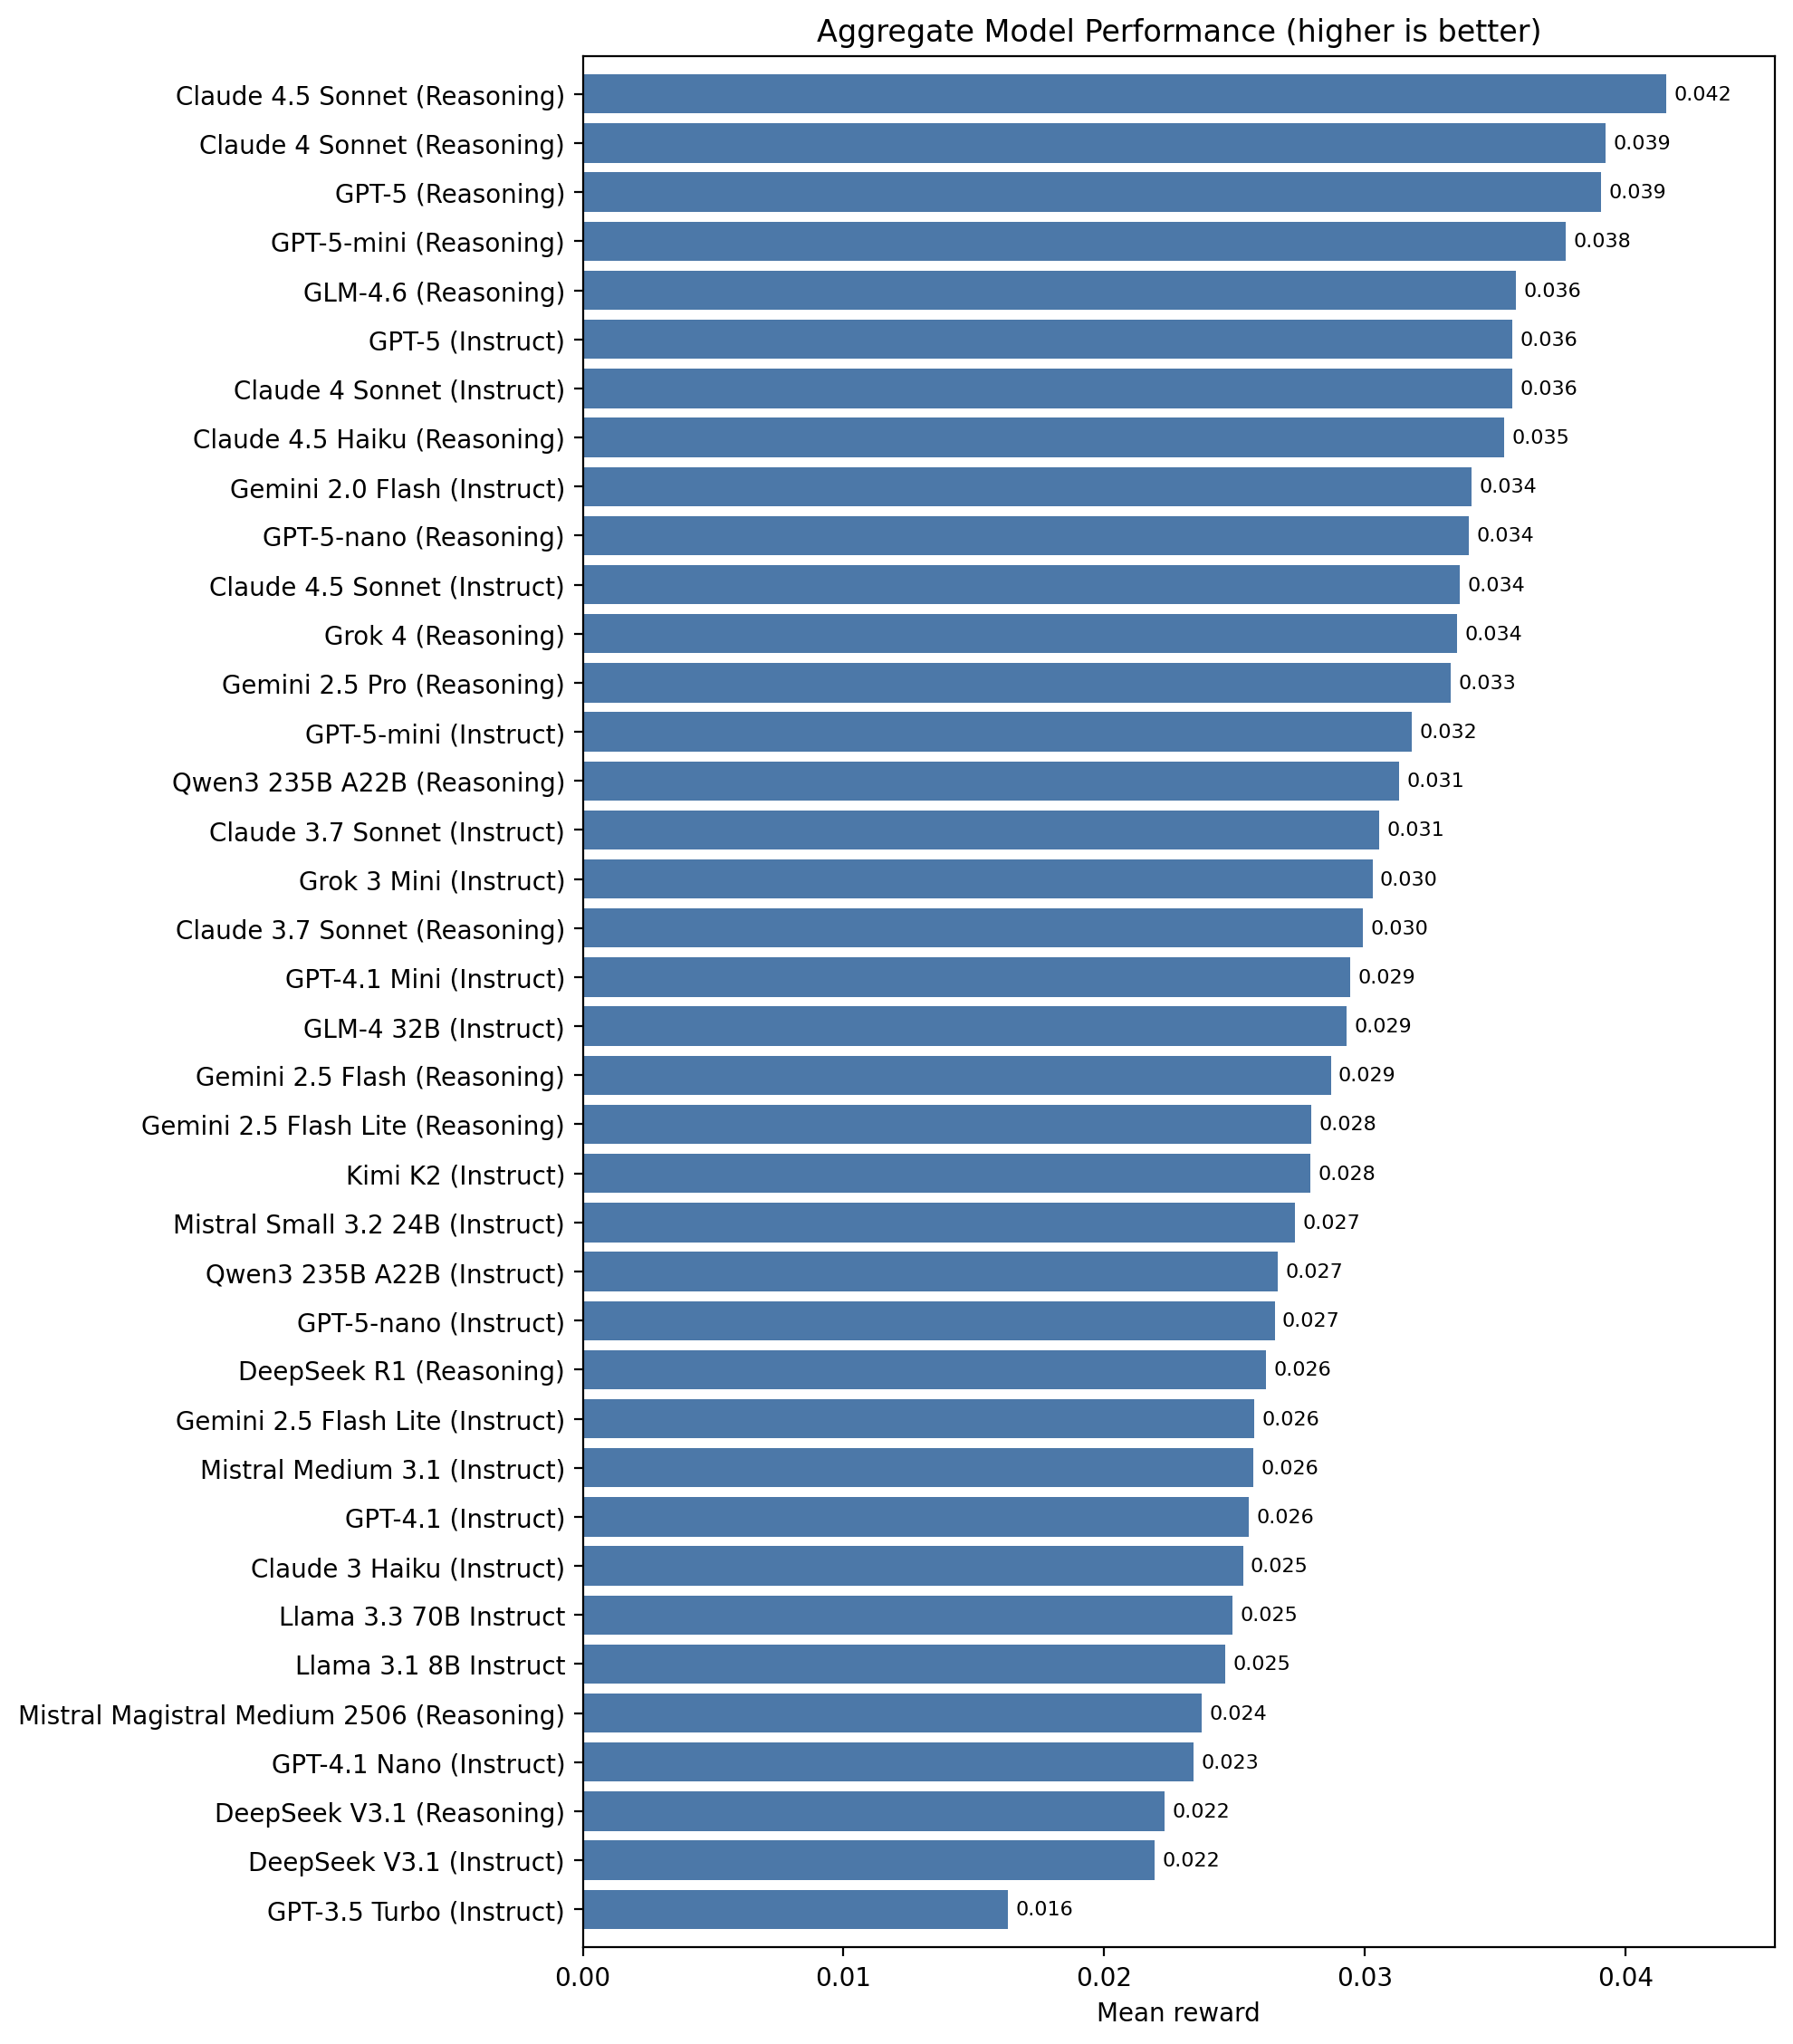 Aggregate Model Performance (higher is better)
Claude 4.5 Sonnet (Reasoning) 0.042
Claude 4 Sonnet (Reasoning) 0.039
GPT-5 (Reasoning) 0.039
GPT-5-mini (Reasoning) 0.038
GLM-4.6 (Reasoning) 0.036
GPT-5 (Instruct) 0.036
Claude 4 Sonnet (Instruct) 0.036
Claude 4.5 Haiku (Reasoning) 0.035
Gemini 2.0 Flash (Instruct) 0.034
GPT-5-nano (Reasoning) 0.034
Claude 4.5 Sonnet (Instruct) 0.034
Grok 4 (Reasoning) 0.034
Gemini 2.5 Pro (Reasoning) 0.033
GPT-5-mini (Instruct) 0.032
Qwen3 235B A22B (Reasoning) 0.031
Claude 3.7 Sonnet (Instruct) 0.031
Grok 3 Mini (Instruct) 0.030
Claude 3.7 Sonnet (Reasoning) 0.030
GPT-4.1 Mini (Instruct) 0.029
GLM-4 32B (Instruct) 0.029
Gemini 2.5 Flash (Reasoning) 0.029
Gemini 2.5 Flash Lite (Reasoning) 0.028
Kimi K2 (Instruct) 0.028
Mistral Small 3.2 24B (Instruct) 0.027
Qwen3 235B A22B (Instruct) 0.027
GPT-5-nano (Instruct) 0.027
DeepSeek R1 (Reasoning) 0.026
Gemini 2.5 Flash Lite (Instruct) 0.026
Mistral Medium 3.1 (Instruct) 0.026
GPT-4.1 (Instruct) 0.026
Claude 3 Haiku (Instruct) 0.025
Llama 3.3 70B Instruct 0.025
Llama 3.1 8B Instruct 0.025
Mistral Magistral Medium 2506 (Reasoning) 0.024
GPT-4.1 Nano (Instruct) 0.023
DeepSeek V3.1 (Reasoning) 0.022
DeepSeek V3.1 (Instruct) 0.022
GPT-3.5 Turbo (Instruct) 0.016
0.00 0.01 0.02 0.03 0.04
Mean reward